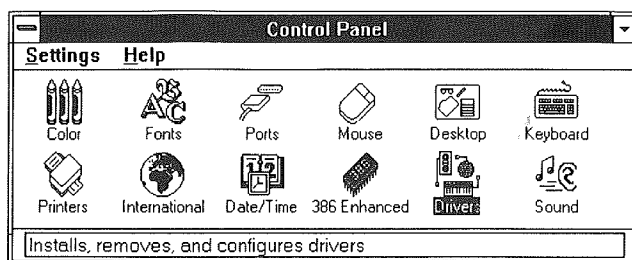 Control Panel
Settings Help
Color Fonts Ports Mouse Desktop Keyboard
Printers International Date/Time 386 Enhanced Drivers Sound
Installs, removes, and configures drivers